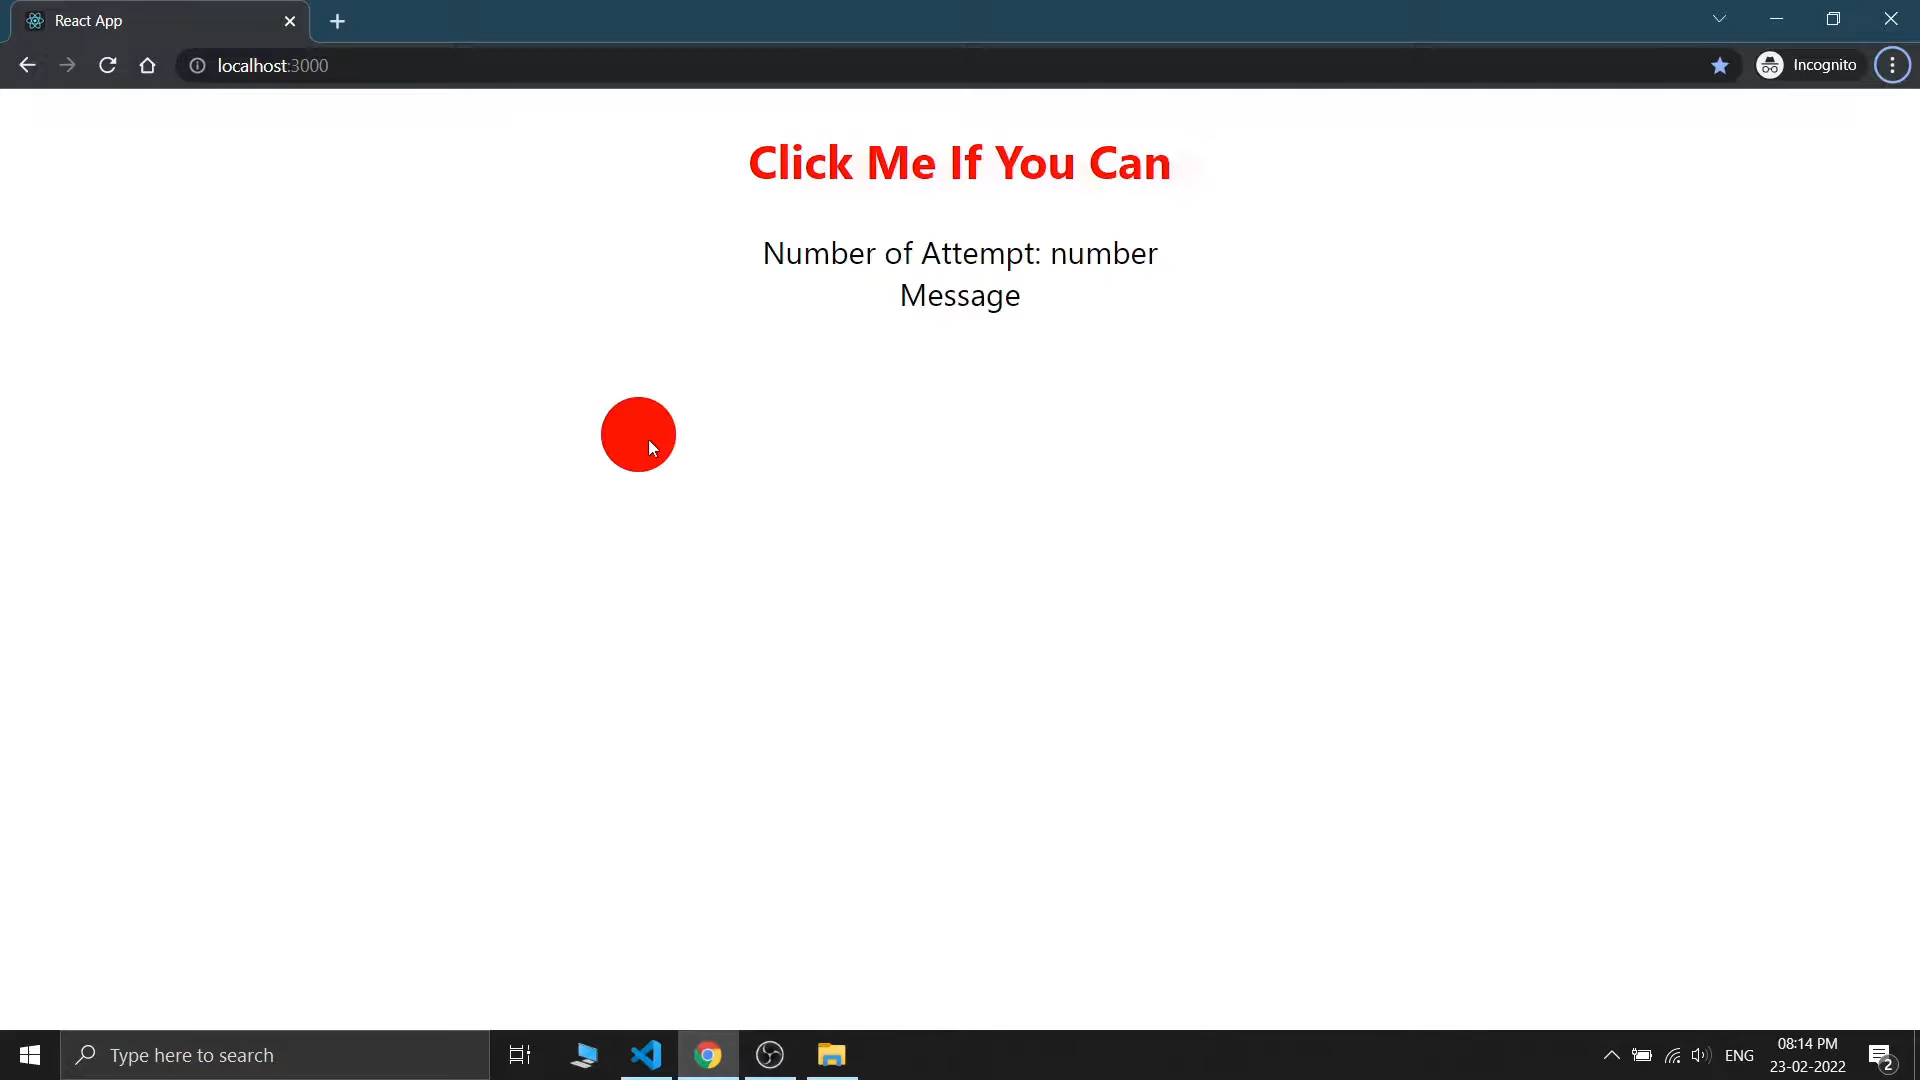 React App
localhost:3000
Incognito
Click Me If You Can
Number of Attempt: number
Message
Type here to search
ENG
08:14 PM
23-02-2022
2